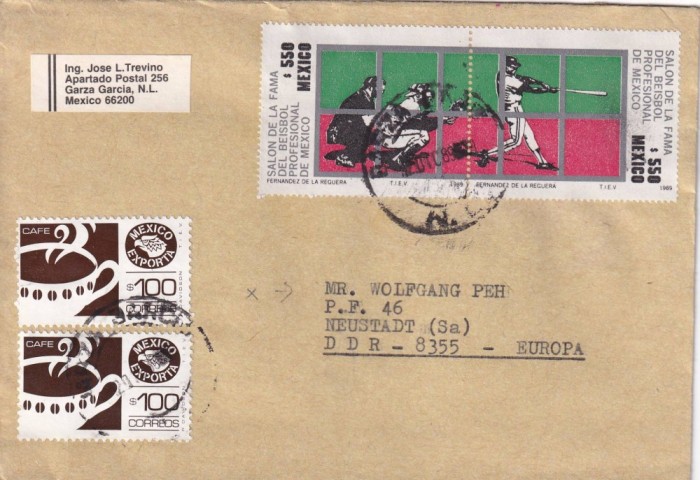 Ing. Jose L.Trevino
Apartado Postal 256
Garza Garcia, N.L.
Mexico 66200
$ 550
MEXICO
SALON DE LA FAMA
DEL BEISBOL
PROFESIONAL
DE MEXICO
FERNANDEZ DE LA REGUERA
T.I.E.V
1989
SALON DE LA FAMA
DEL BEISBOL
PROFESIONAL
DE MEXICO
$ 550
MEXICO
FERNANDEZ DE LA REGUERA
T.I.E.V
1989
CAFE
MEXICO
EXPORTA
$100
CORREOS
CAFE
MEXICO
EXPORTA
$100
CORREOS
x →
MR. WOLFGANG PEH
P.F. 46
NEUSTADT (Sa)
D D R - 8355 - EUROPA